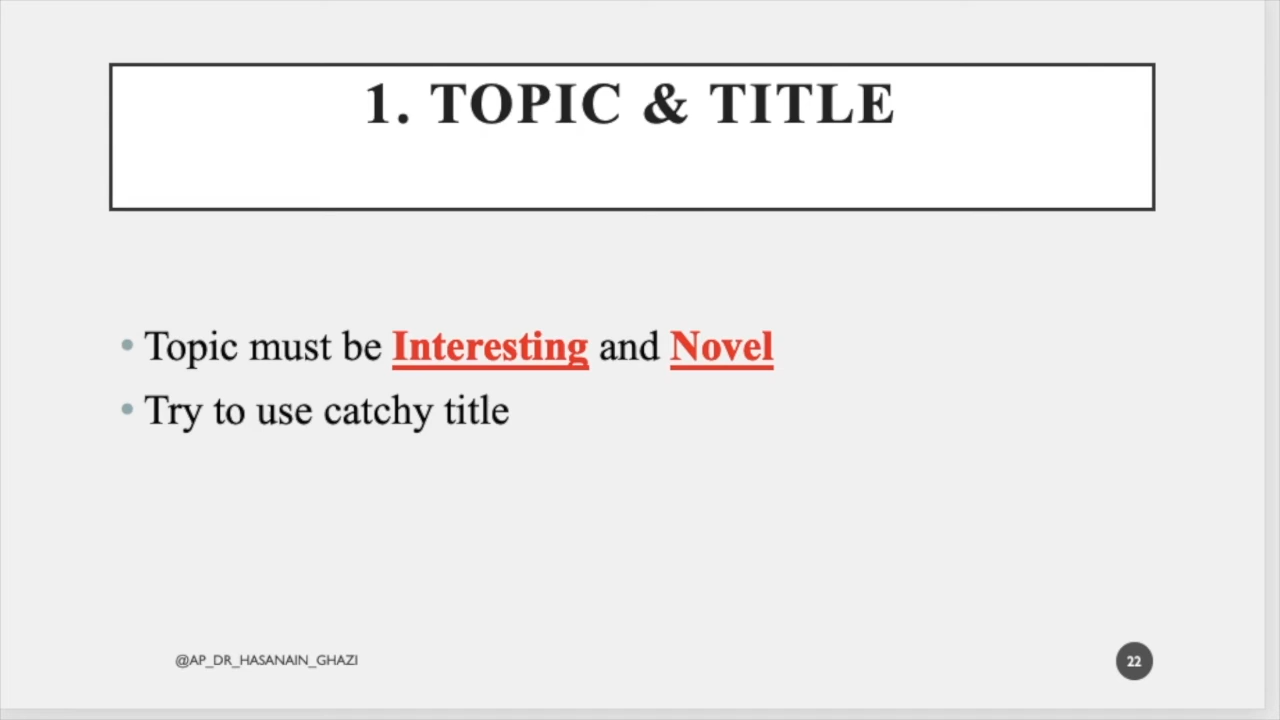 1. TOPIC & TITLE
• Topic must be Interesting and Novel
• Try to use catchy title
@AP_DR_HASANAIN_GHAZI
22